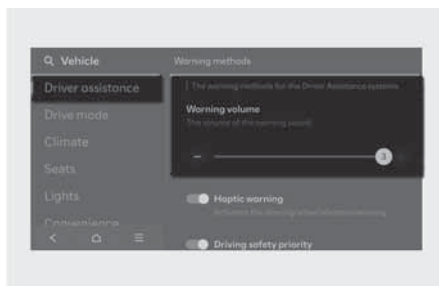 Vehicle
Warning methods
Driver assistance
The warning methods for the Driver Assistance systems
Drive mode
Warning volume
The volume of the warning sound
Climate
3
Seats
Lights
Haptic warning
Convenience
Driving safety priority